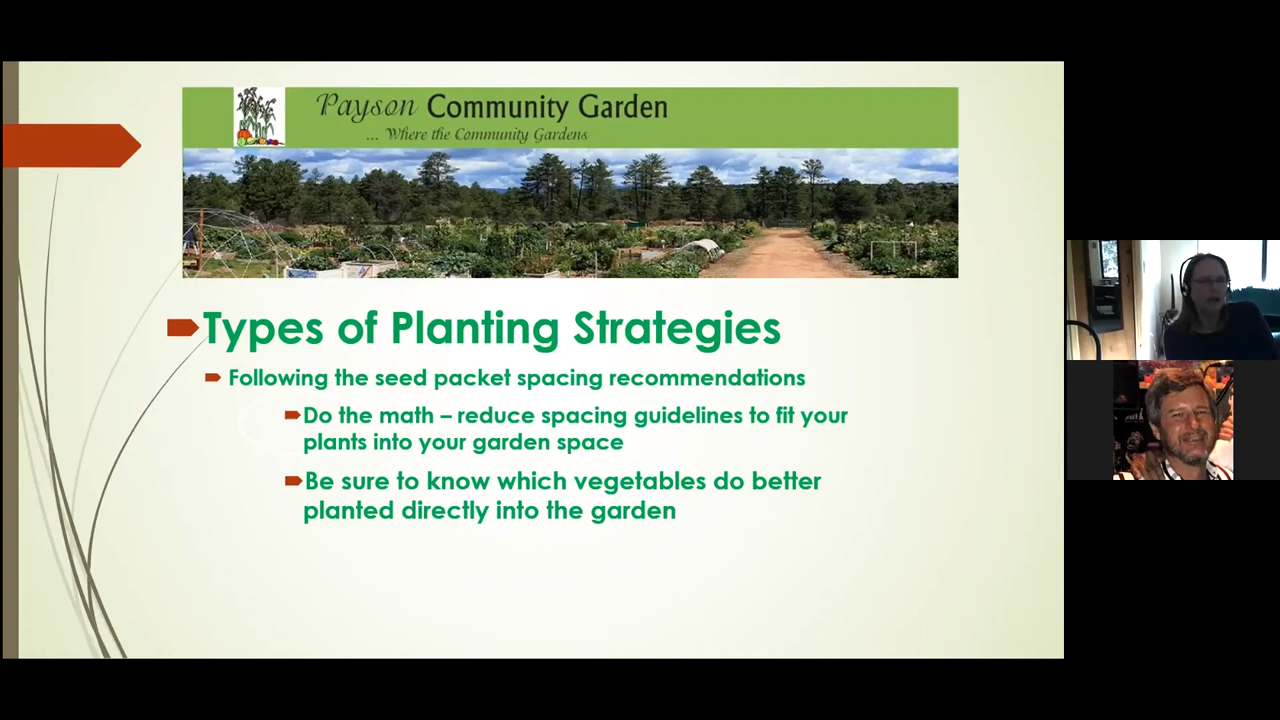 Payson Community Garden
... Where the Community Gardens
Types of Planting Strategies
Following the seed packet spacing recommendations
Do the math – reduce spacing guidelines to fit your
plants into your garden space
Be sure to know which vegetables do better
planted directly into the garden